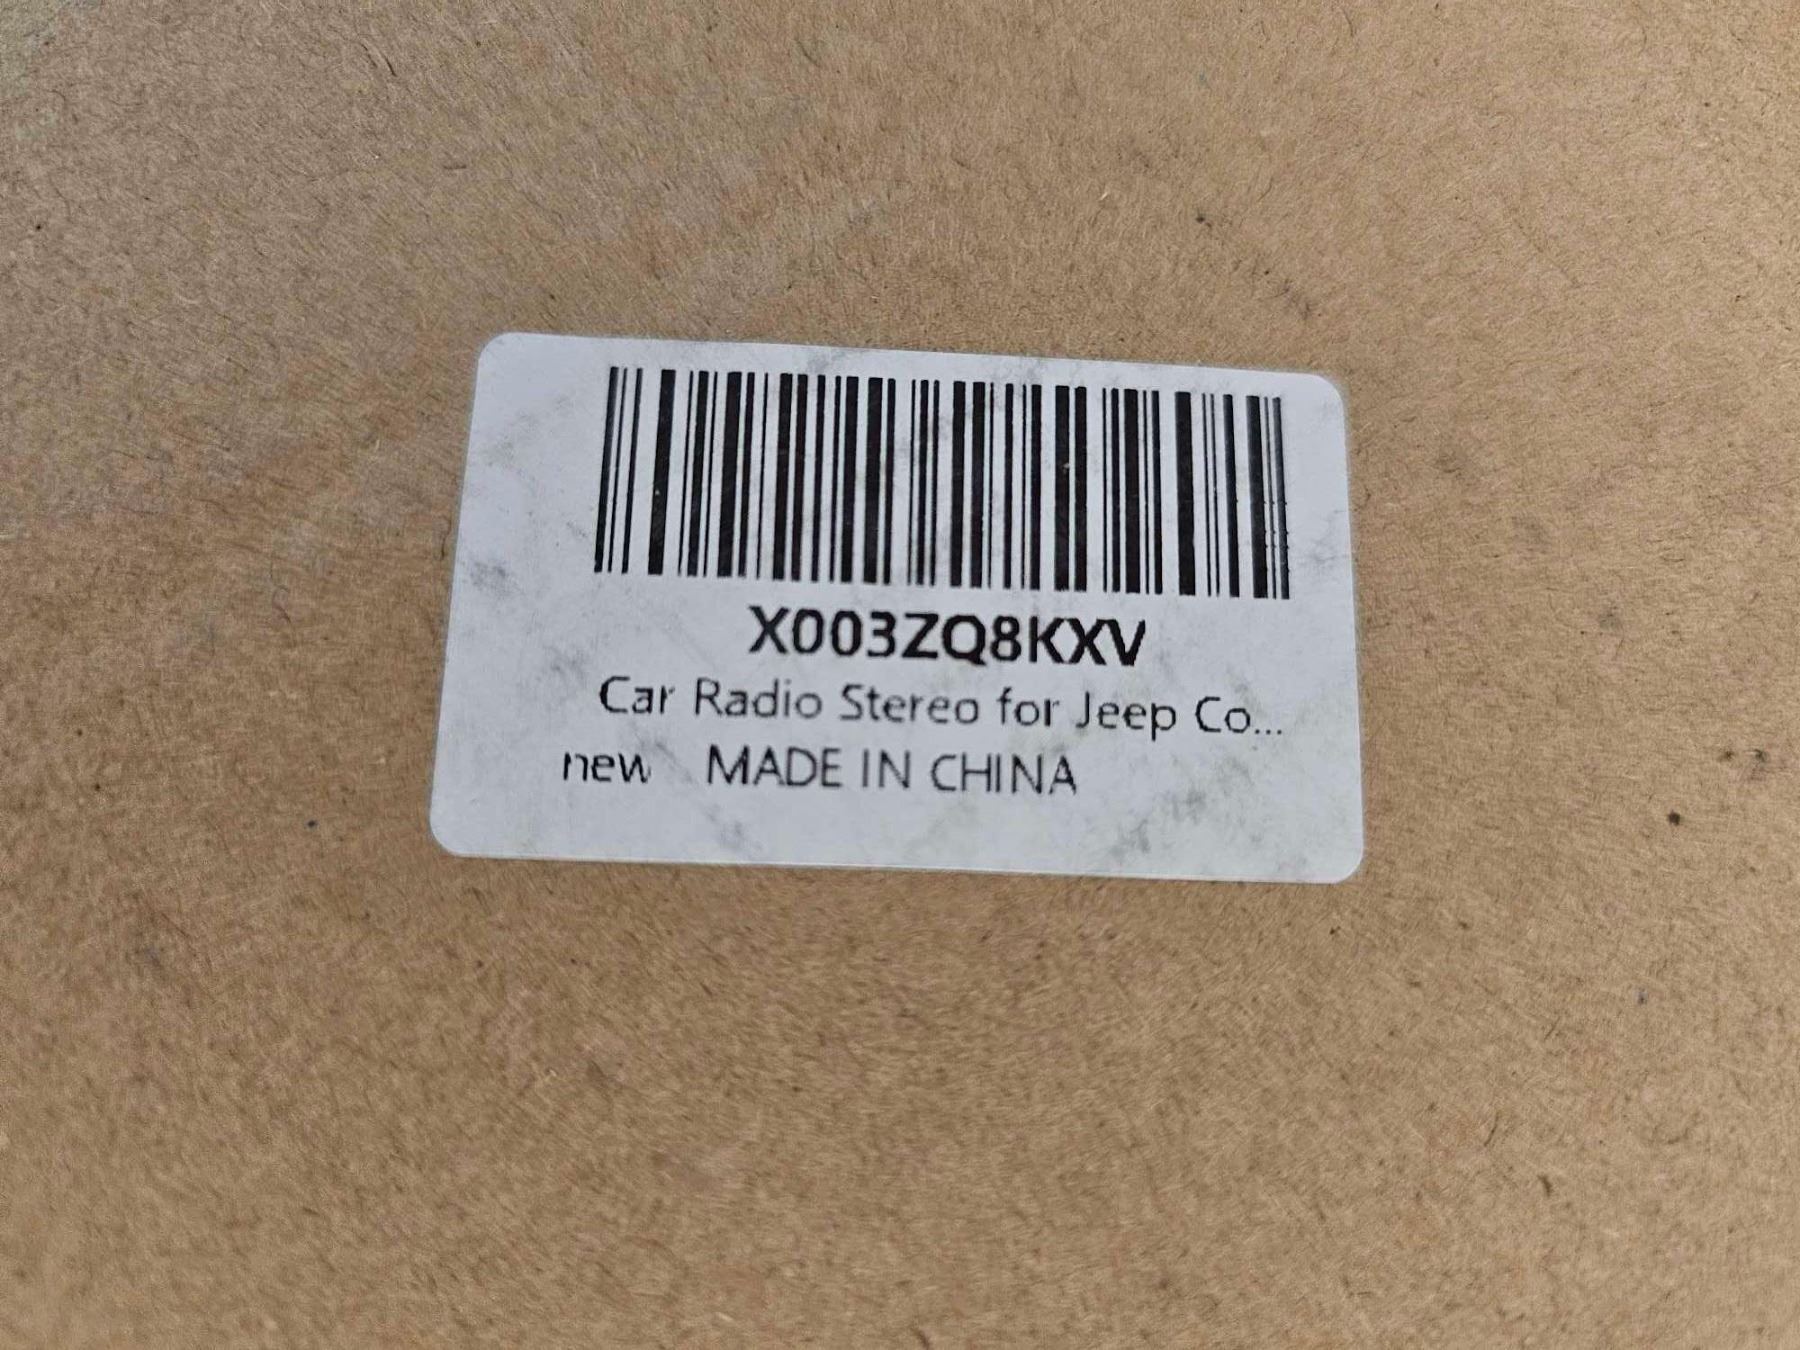 X003ZQ8KXV
Car Radio Stereo for Jeep Co...
new MADE IN CHINA